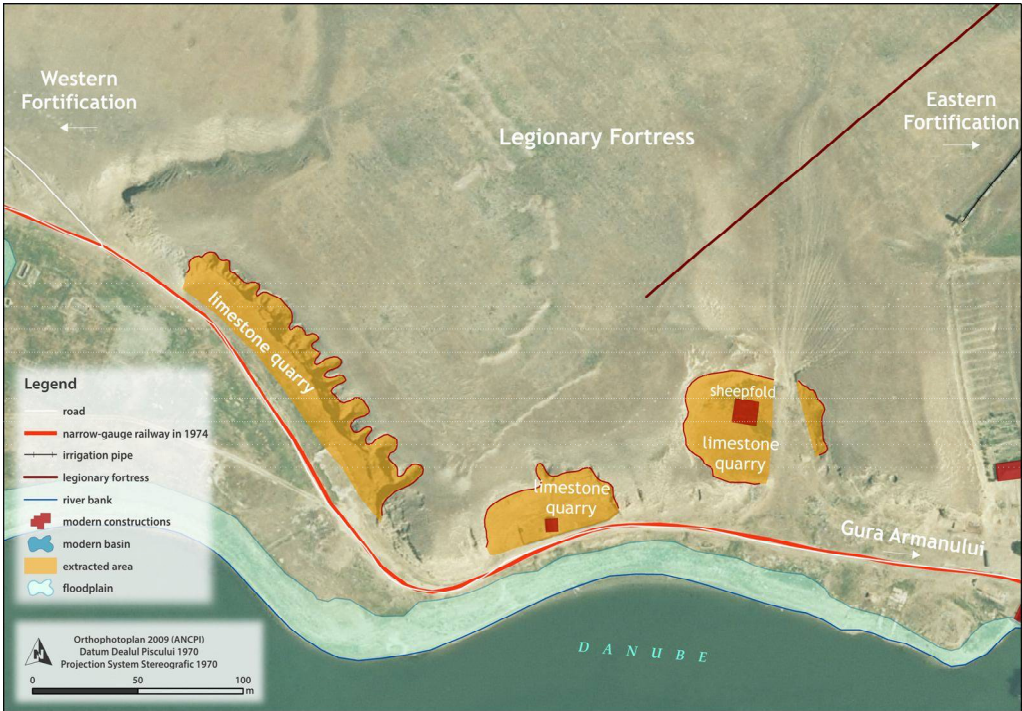 Western
Fortification
Legionary Fortress
Eastern
Fortification
limestone quarry
sheepfold
limestone
quarry
limestone
quarry
Gura Armanului
DANUBE
Legend
road
narrow-gauge railway in 1974
irrigation pipe
legionary fortress
river bank
modern constructions
modern basin
extracted area
floodplain
N
Orthophotoplan 2009 (ANCPI)
Datum Dealul Piscului 1970
Projection System Stereografic 1970
0 50 100
m